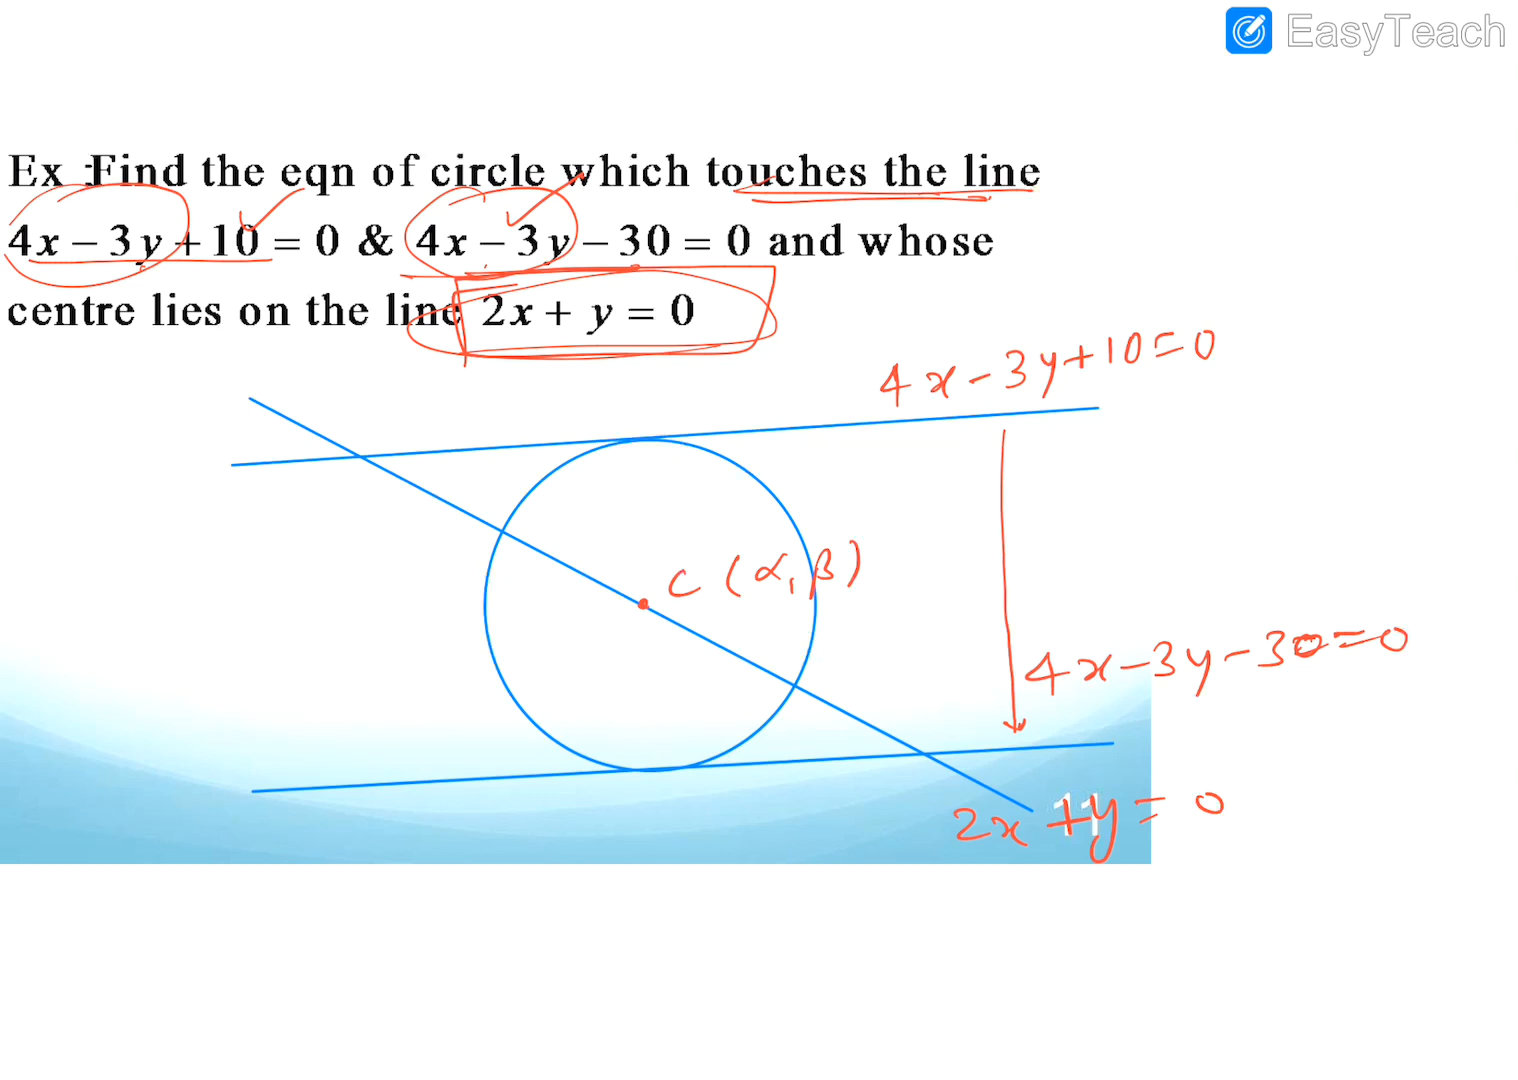 EasyTeach
Ex :Find the eqn of circle which touches the line
4x – 3y + 10 = 0 & 4x – 3y – 30 = 0 and whose
centre lies on the line 2x + y = 0
4x-3y+10=0
C (α, β)
4x-3y-30=0
2x+y=0